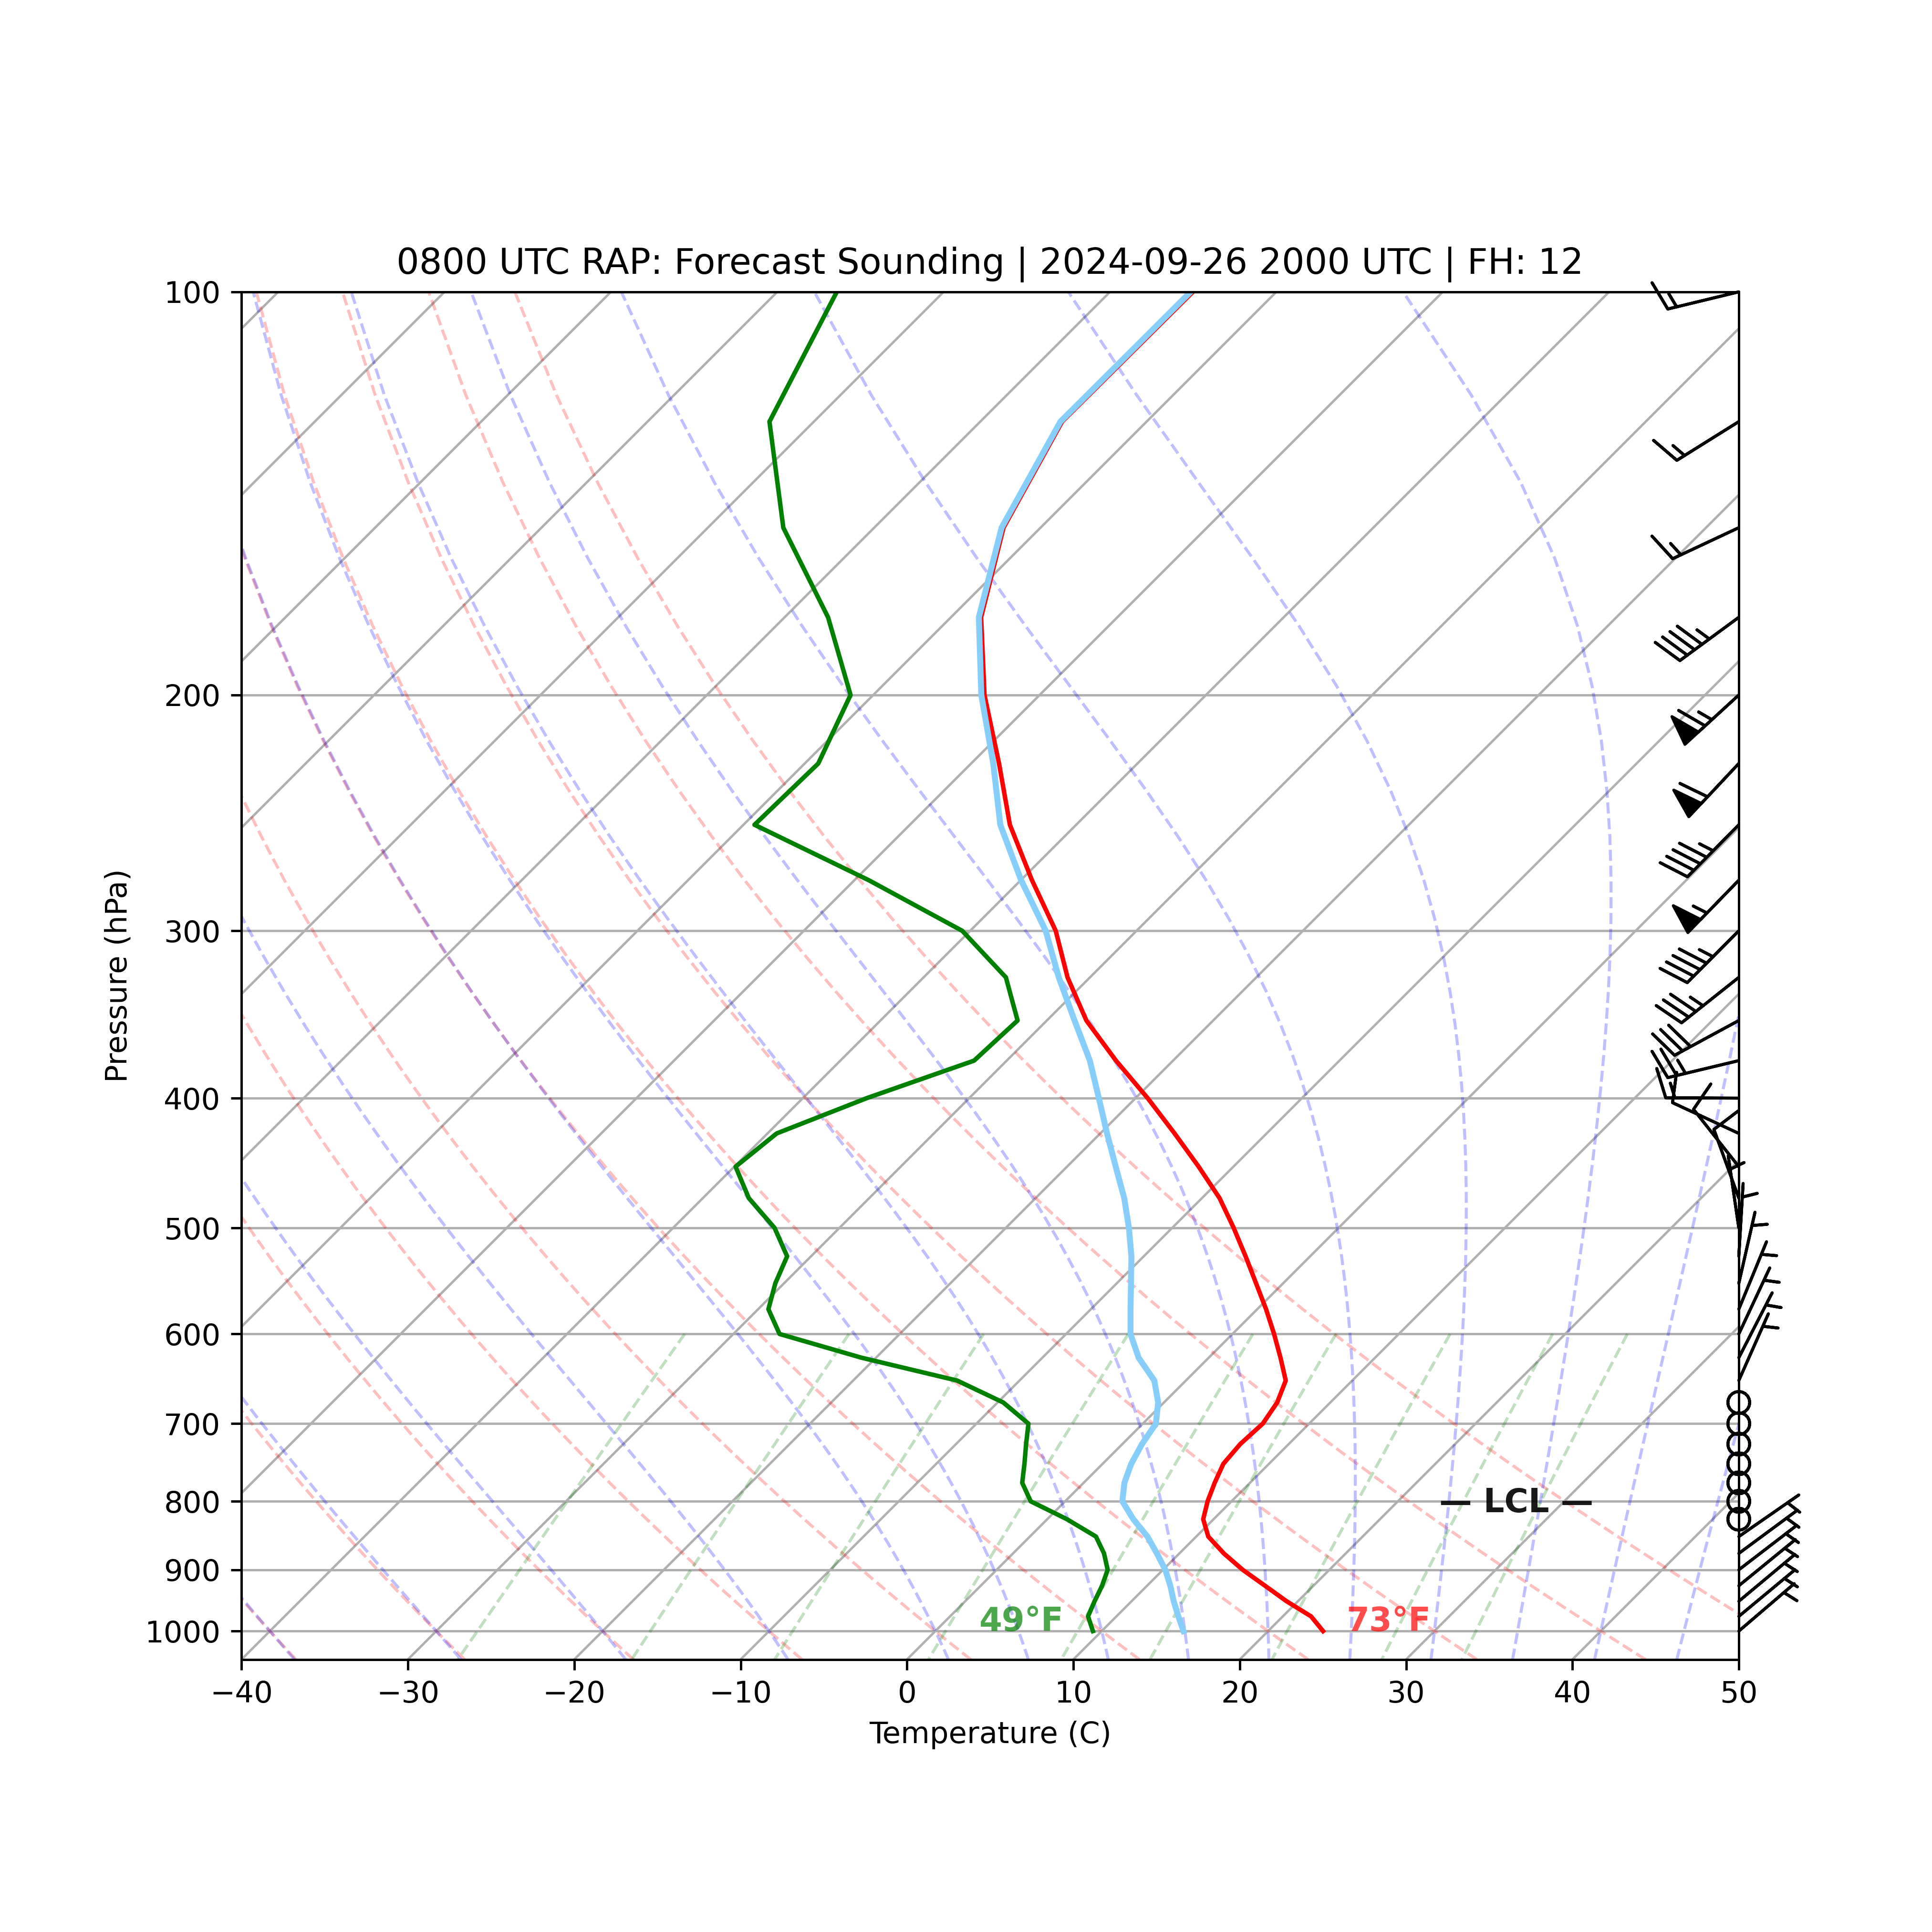 0800 UTC RAP: Forecast Sounding | 2024-09-26 2000 UTC | FH: 12
100
200
300
400
500
600
700
800
900
1000
Pressure (hPa)
— LCL —
49°F
73°F
−40 −30 −20 −10 0 10 20 30 40 50
Temperature (C)